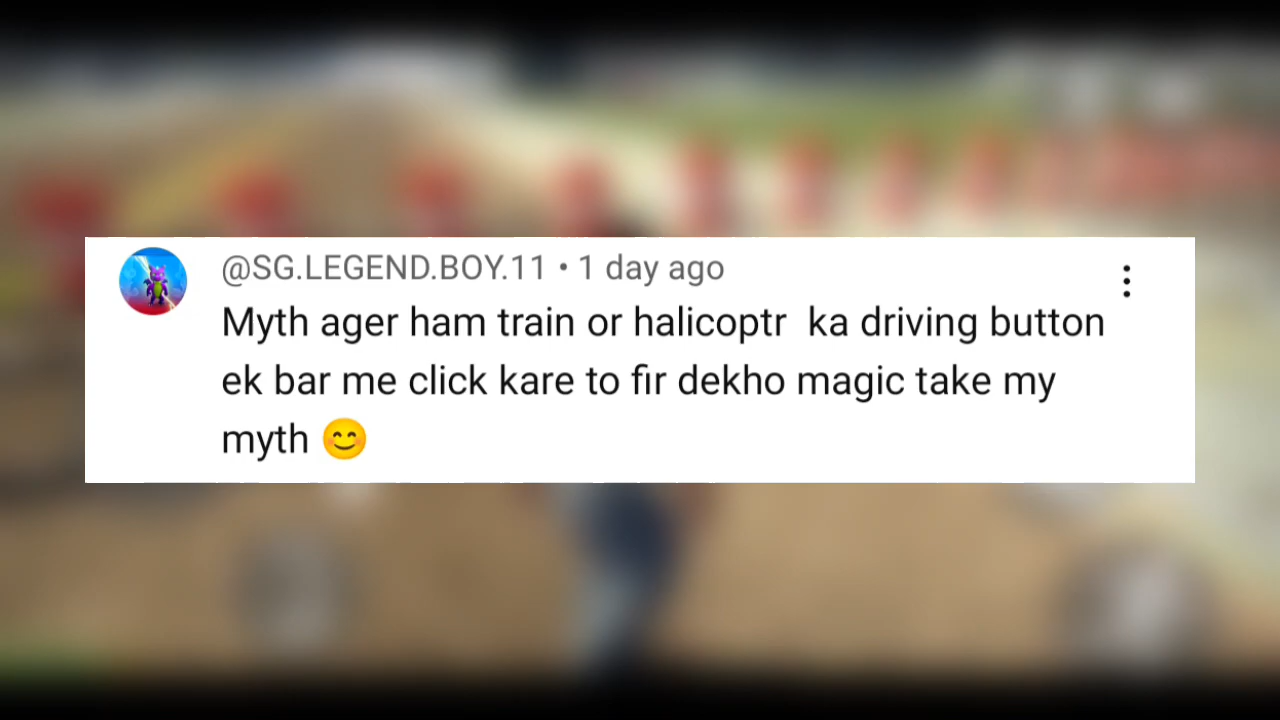 @SG.LEGEND.BOY.11 • 1 day ago
Myth ager ham train or halicoptr ka driving button
ek bar me click kare to fir dekho magic take my
myth 😊